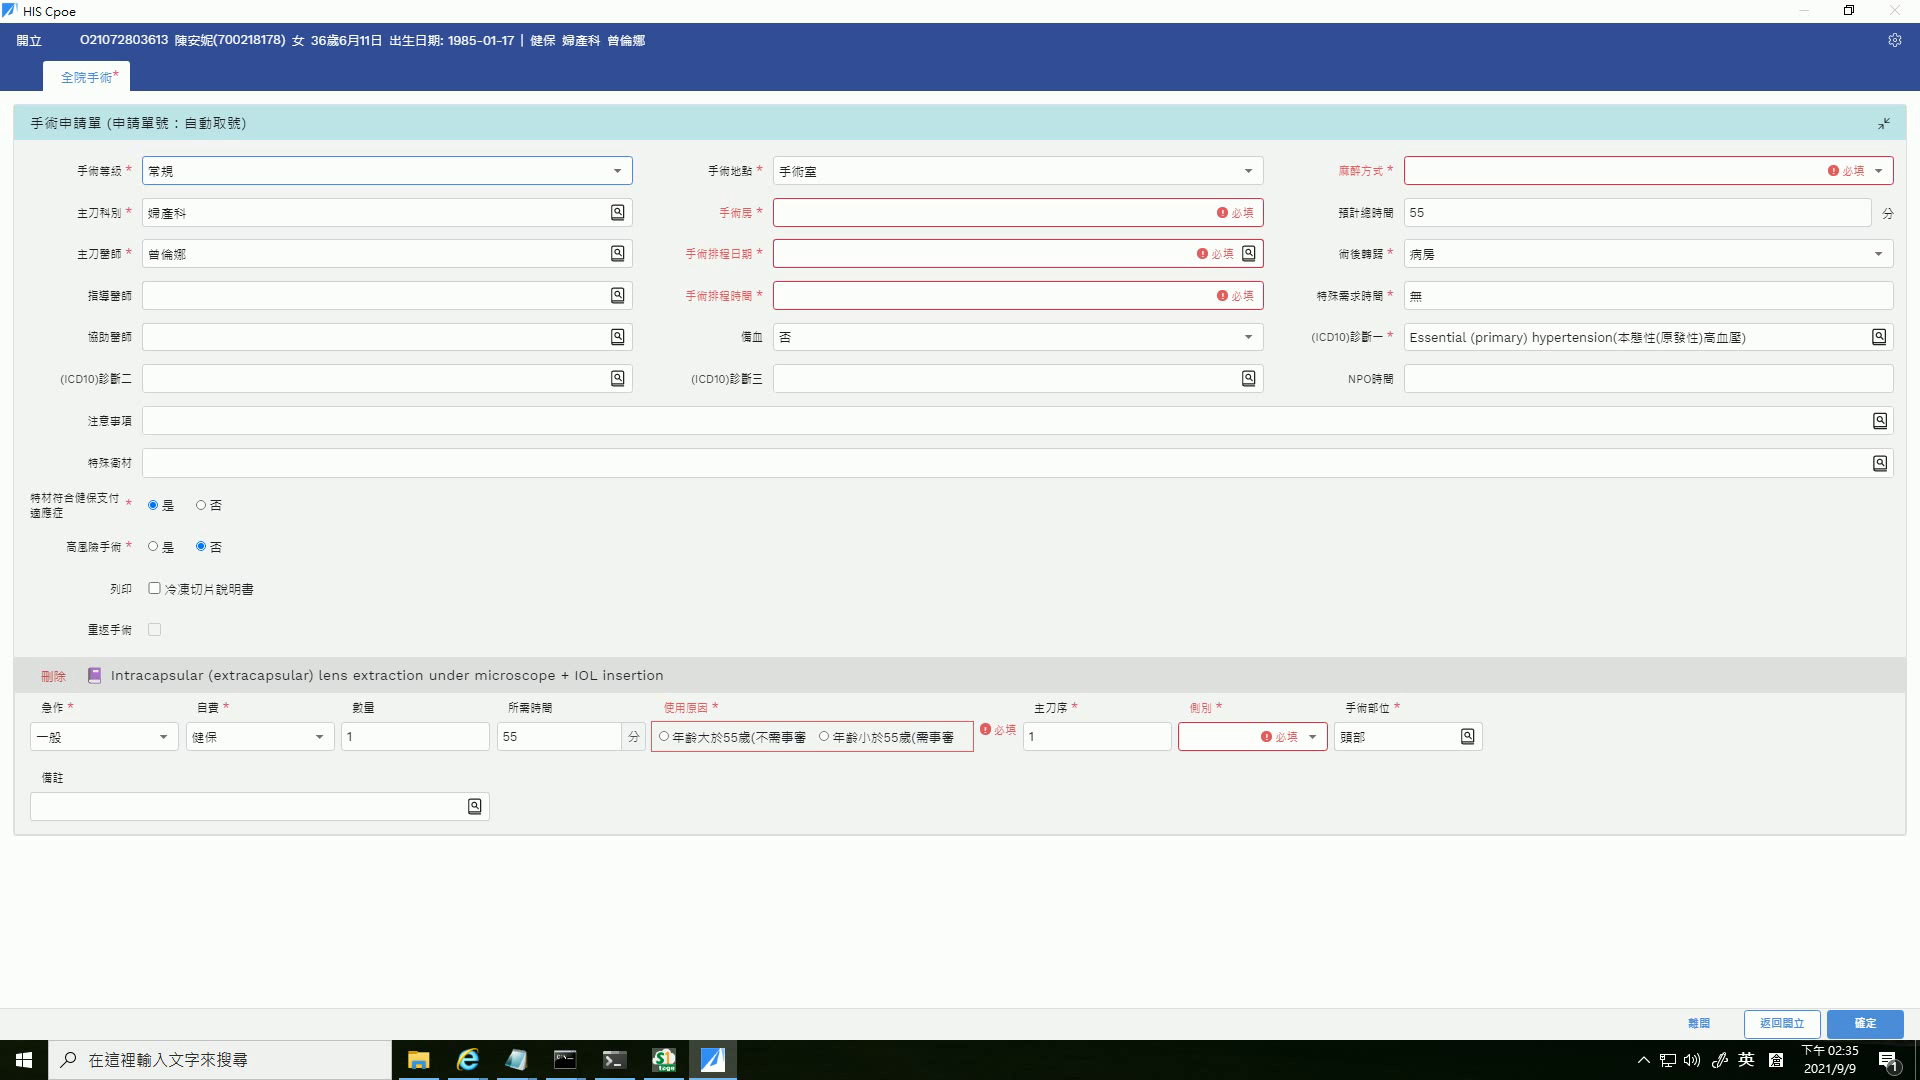 HIS Cpoe
開立 O21072803613 陳安妮(700218178) 女 36歲6月11日 出生日期: 1985-01-17 | 健保 婦產科 曾倫娜
全院手術*
手術申請單 (申請單號：自動取號)
手術等級 * 常規 手術地點 * 手術室 麻醉方式 * 必填
主刀科別 * 婦產科 手術房 * 必填 預計總時間 55 分
主刀醫師 * 曾倫娜 手術排程日期 * 必填 術後轉歸 * 病房
指導醫師 手術排程時間 * 必填 特殊需求時間 * 無
協助醫師 備血 否 (ICD10)診斷一 * Essential (primary) hypertension(本態性(原發性)高血壓)
(ICD10)診斷二 (ICD10)診斷三 NPO時間
注意事項
特殊衛材
特材符合健保支付適應症 * 是 否
高風險手術 * 是 否
列印 冷凍切片說明書
重返手術
刪除 Intracapsular (extracapsular) lens extraction under microscope + IOL insertion
急作 * 自費 * 數量 所需時間 使用原因 * 主刀序 * 側別 * 手術部位 *
一般 健保 1 55 分 年齡大於55歲(不需事審 年齡小於55歲(需事審 必填 1 必填 頭部
備註
離開 返回開立 確定
在這裡輸入文字來搜尋
英
下午 02:35
2021/9/9
1